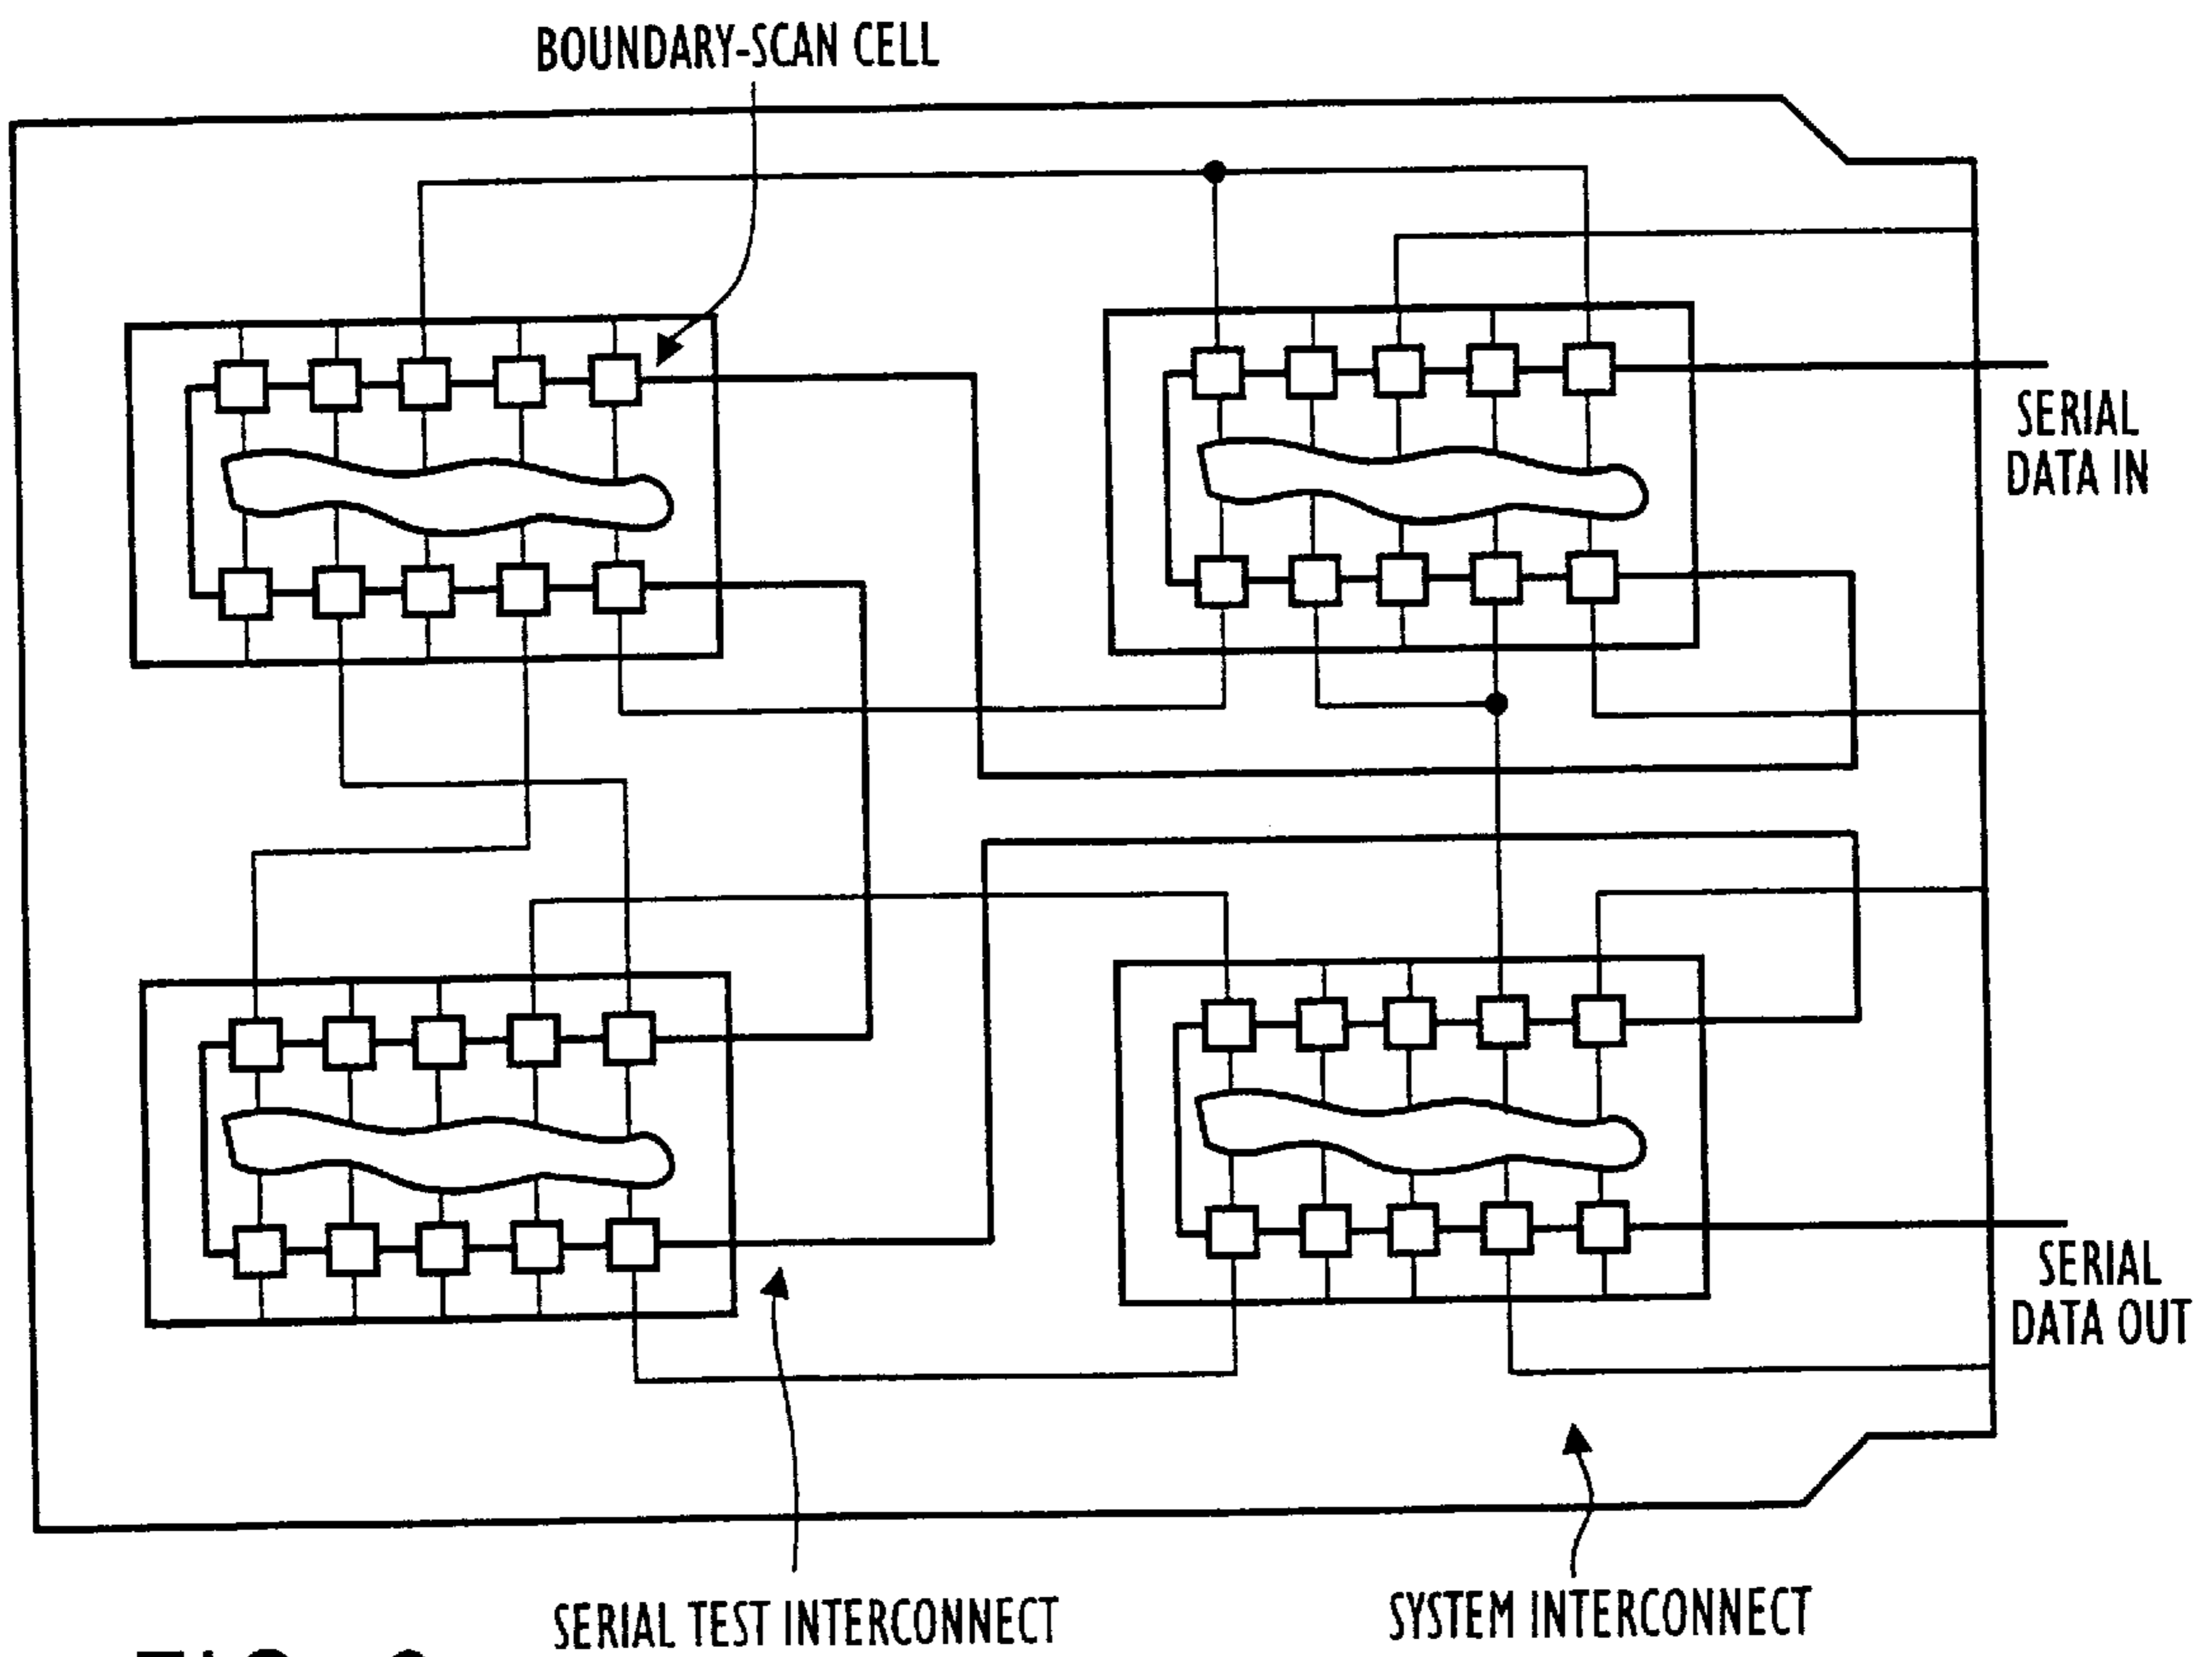 BOUNDARY-SCAN CELL
SERIAL
DATA IN
SERIAL
DATA OUT
SERIAL TEST INTERCONNECT
SYSTEM INTERCONNECT